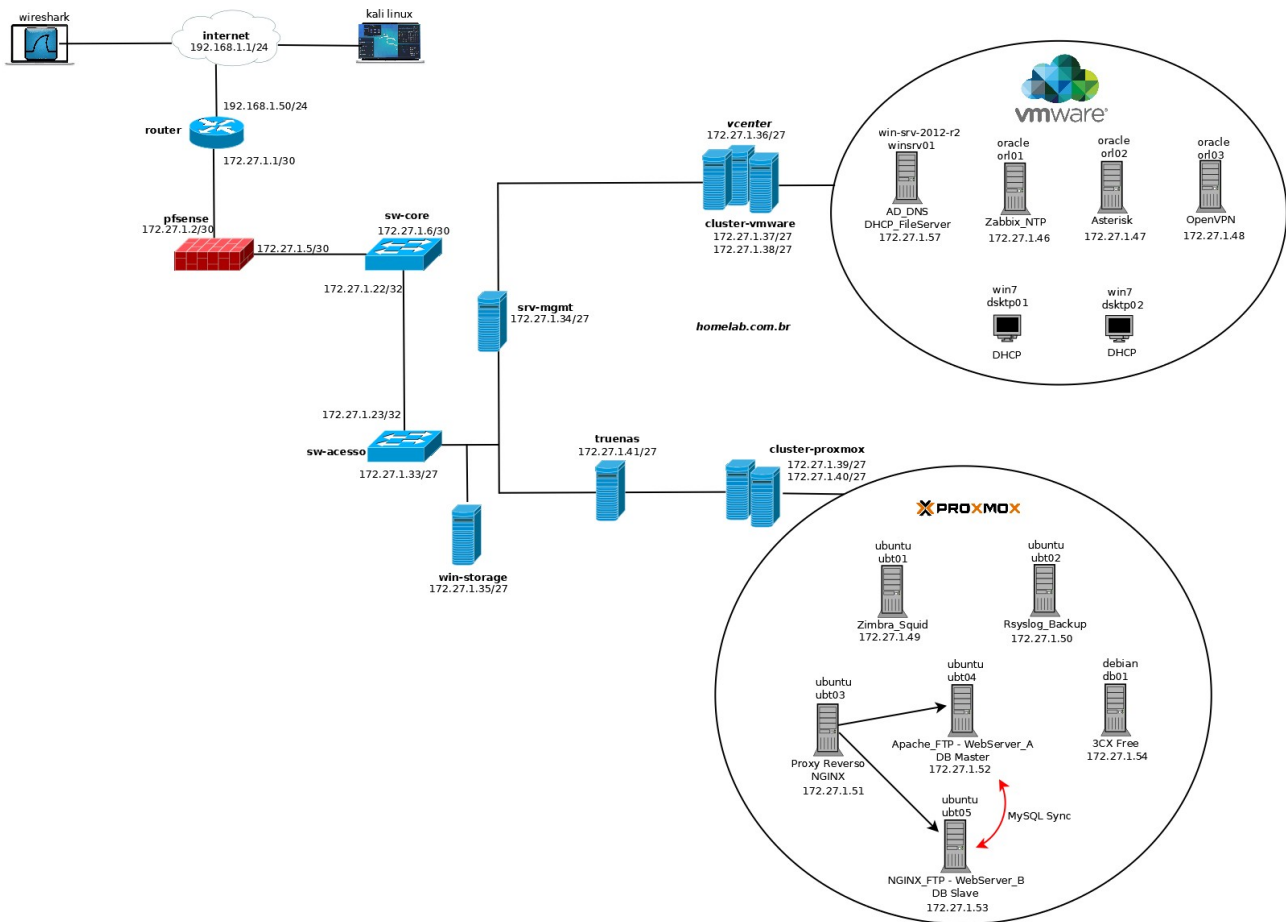 wireshark
internet
192.168.1.1/24
kali linux
192.168.1.50/24
router
172.27.1.1/30
pfsense
172.27.1.2/30
172.27.1.5/30
sw-core
172.27.1.6/30
172.27.1.22/32
172.27.1.23/32
sw-acesso
172.27.1.33/27
srv-mgmt
172.27.1.34/27
win-storage
172.27.1.35/27
truenas
172.27.1.41/27
vcenter
172.27.1.36/27
cluster-vmware
172.27.1.37/27
172.27.1.38/27
homelab.com.br
cluster-proxmox
172.27.1.39/27
172.27.1.40/27
vmware®
win-srv-2012-r2
winsrv01
AD_DNS
DHCP_FileServer
172.27.1.57
oracle
orl01
Zabbix_NTP
172.27.1.46
oracle
orl02
Asterisk
172.27.1.47
oracle
orl03
OpenVPN
172.27.1.48
win7
dsktp01
DHCP
win7
dsktp02
DHCP
PROXMOX
ubuntu
ubt01
Zimbra_Squid
172.27.1.49
ubuntu
ubt02
Rsyslog_Backup
172.27.1.50
ubuntu
ubt03
Proxy Reverso
NGINX
172.27.1.51
ubuntu
ubt04
Apache_FTP - WebServer_A
DB Master
172.27.1.52
debian
db01
3CX Free
172.27.1.54
MySQL Sync
ubuntu
ubt05
NGINX_FTP - WebServer_B
DB Slave
172.27.1.53